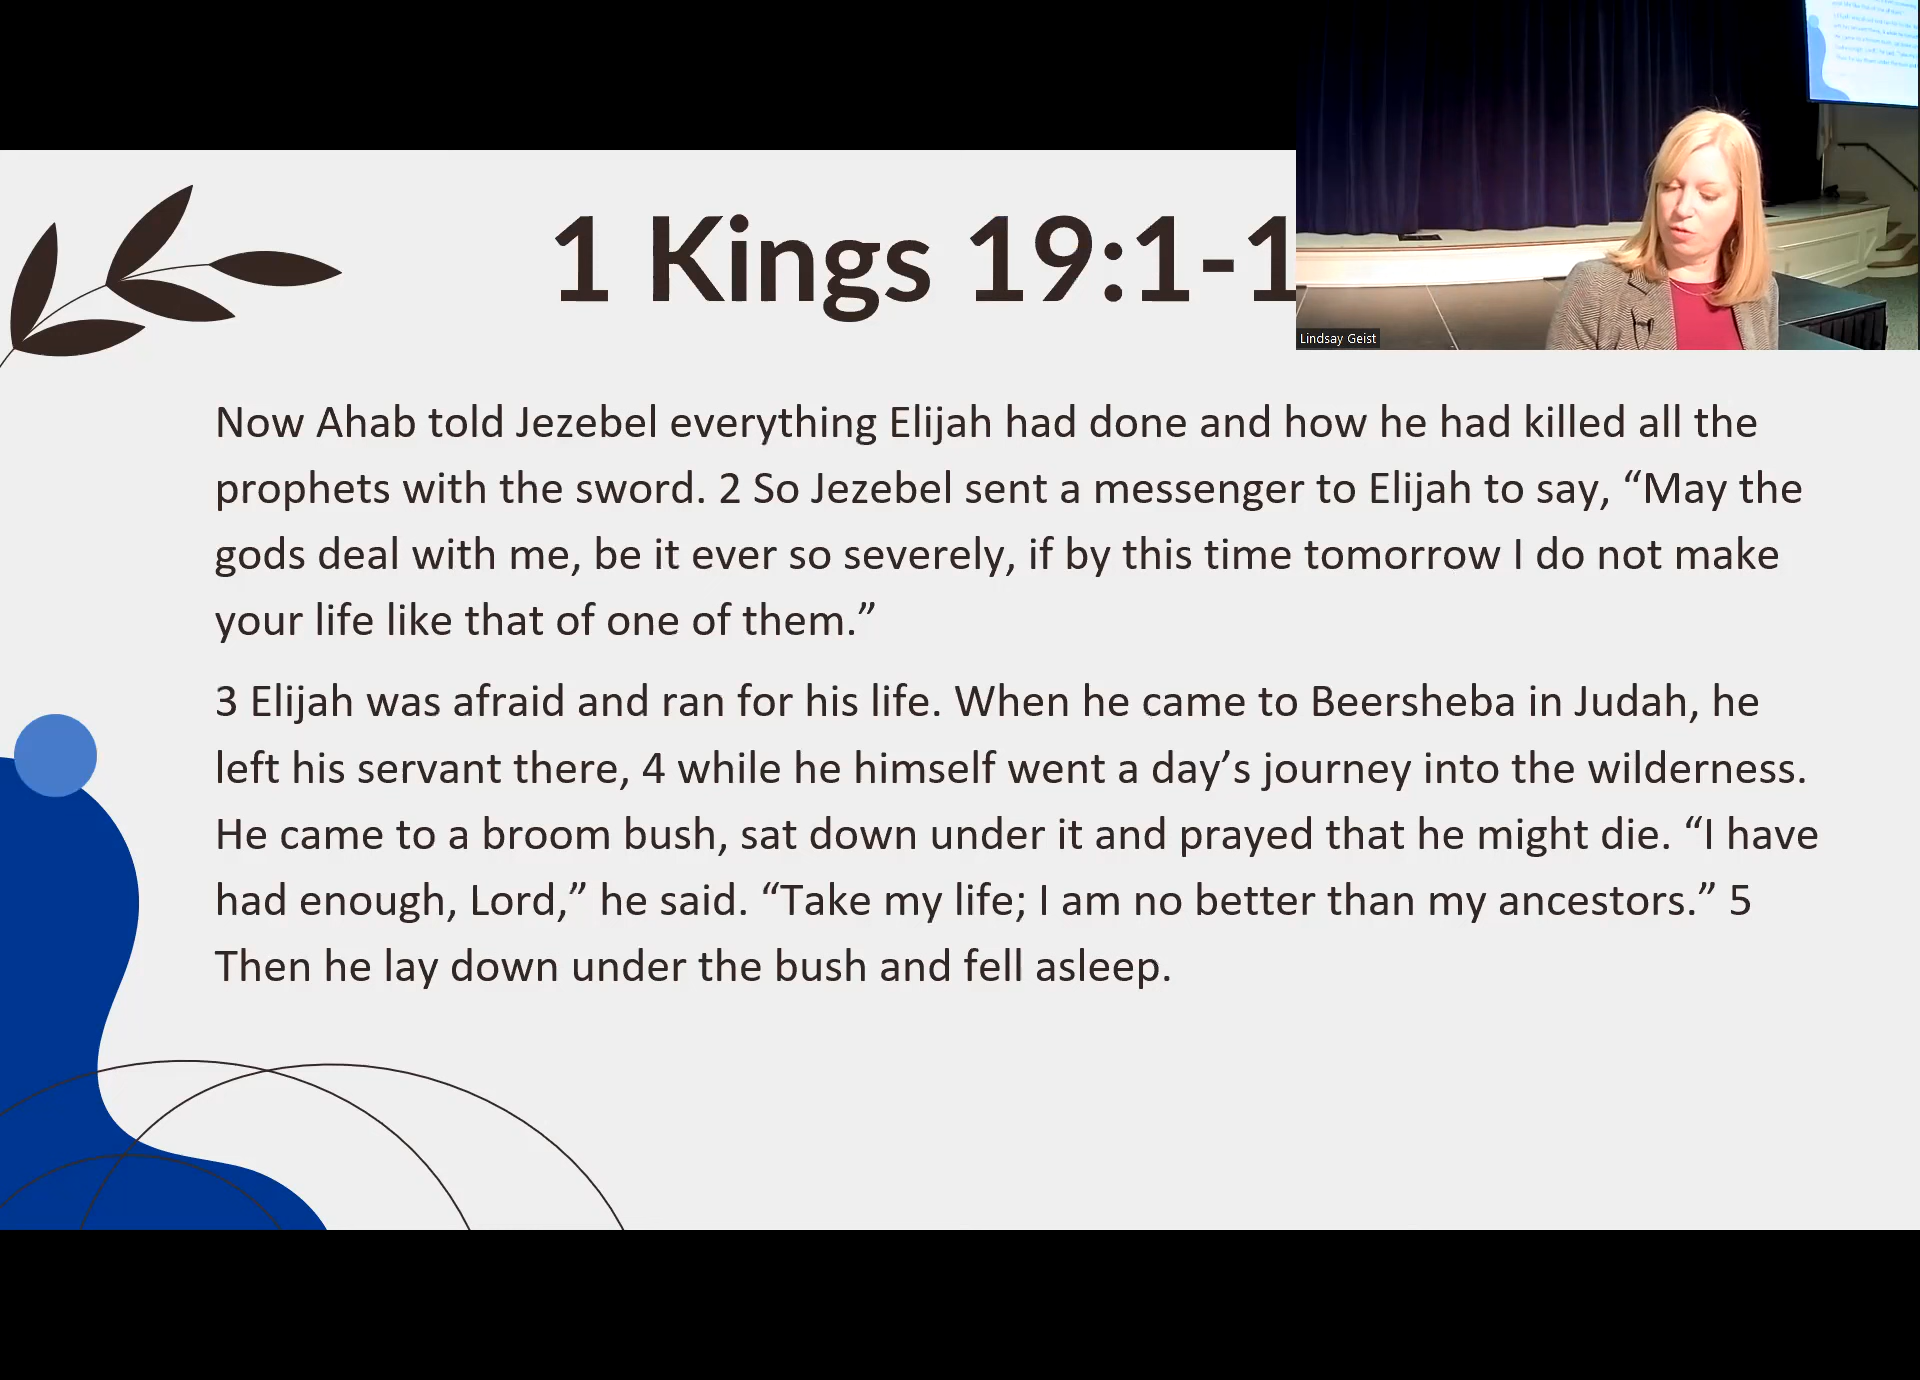 1 Kings 19:1-1
Lindsay Geist
Now Ahab told Jezebel everything Elijah had done and how he had killed all the
prophets with the sword. 2 So Jezebel sent a messenger to Elijah to say, “May the
gods deal with me, be it ever so severely, if by this time tomorrow I do not make
your life like that of one of them.”
3 Elijah was afraid and ran for his life. When he came to Beersheba in Judah, he
left his servant there, 4 while he himself went a day’s journey into the wilderness.
He came to a broom bush, sat down under it and prayed that he might die. “I have
had enough, Lord,” he said. “Take my life; I am no better than my ancestors.” 5
Then he lay down under the bush and fell asleep.